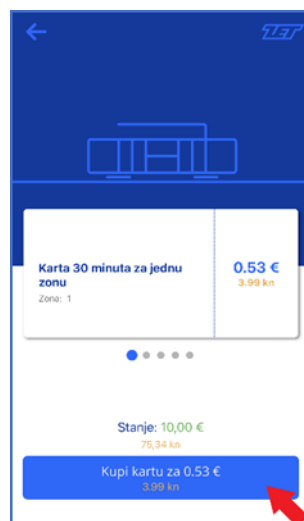 ZET
Karta 30 minuta za jednu
zonu
Zona: 1
0.53 €
3.99 kn
Stanje: 10,00 €
75,34 kn
Kupi kartu za 0.53 €
3.99 kn